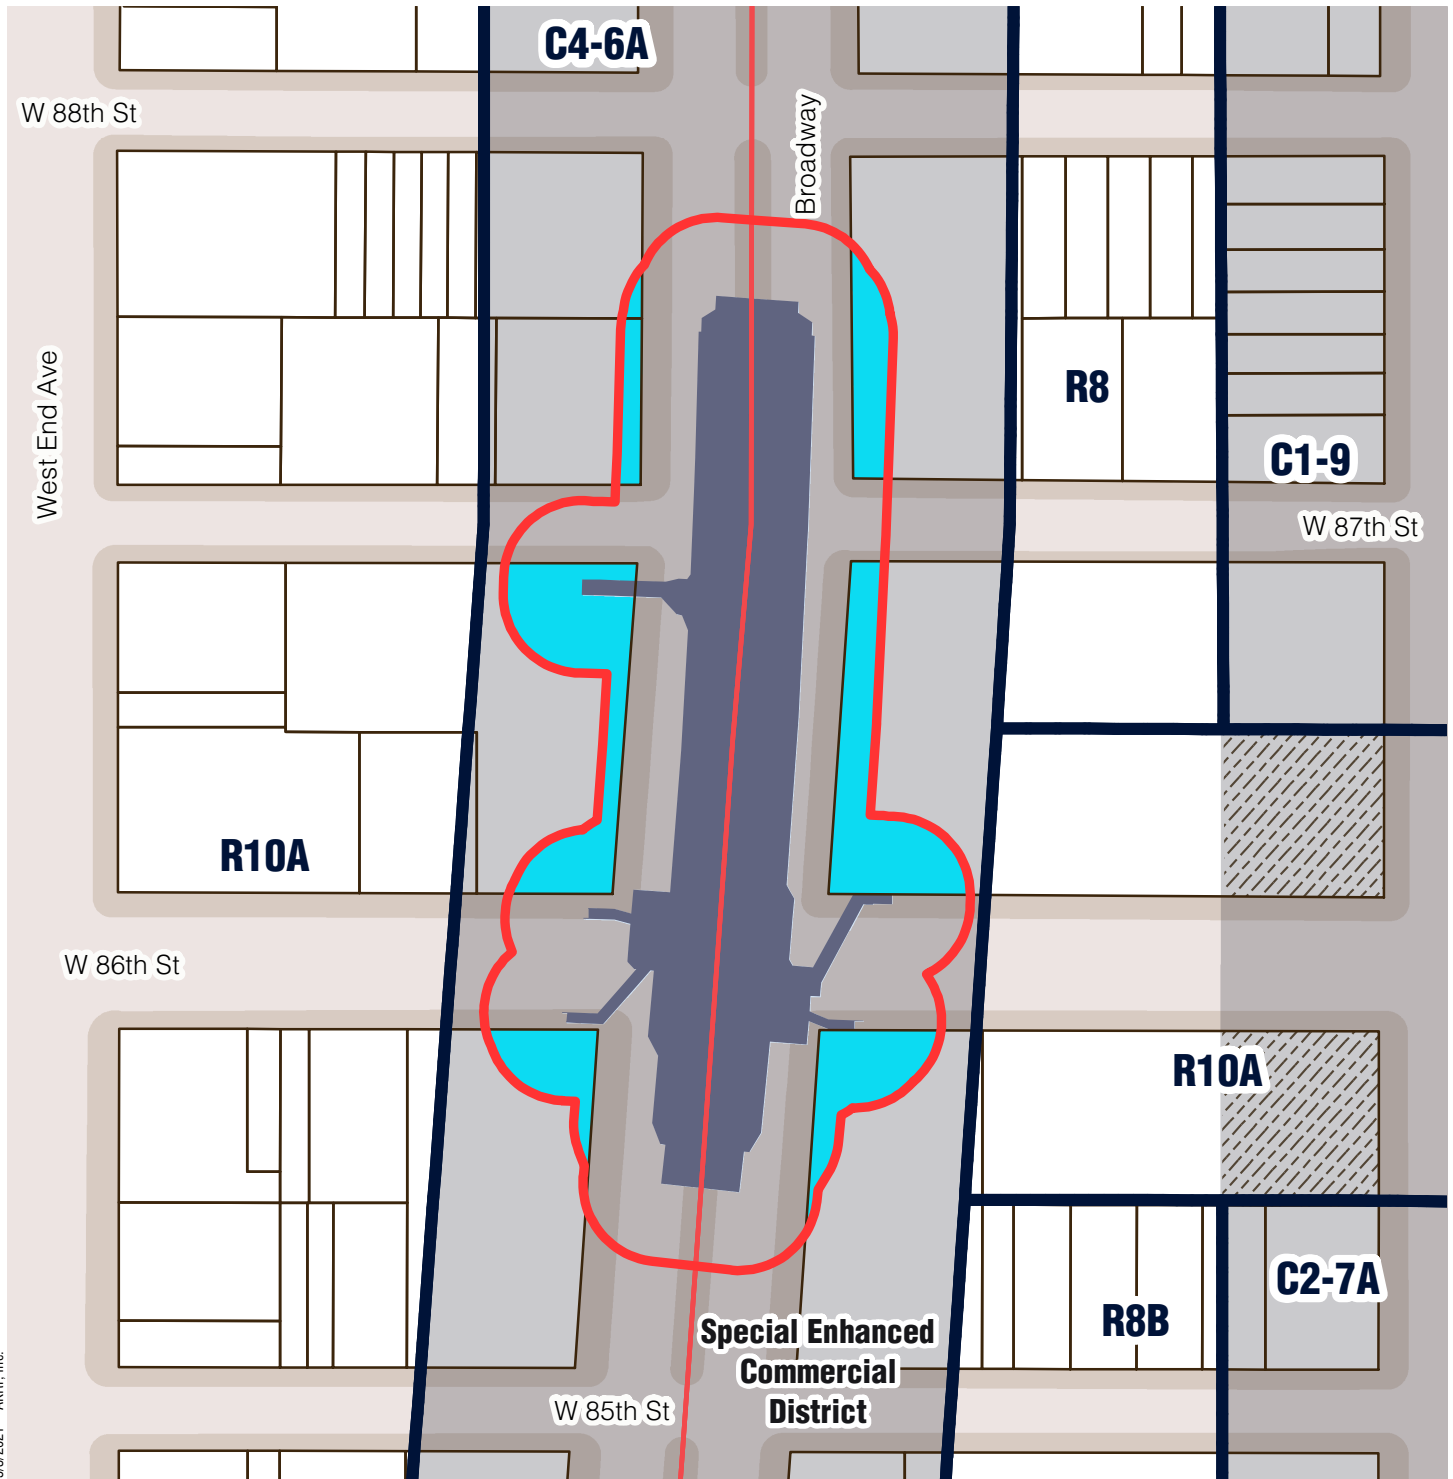 C4-6A
W 88th St
Broadway
West End Ave
R8
C1-9
W 87th St
R10A
W 86th St
R10A
C2-7A
R8B
Special Enhanced
Commercial
District
W 85th St